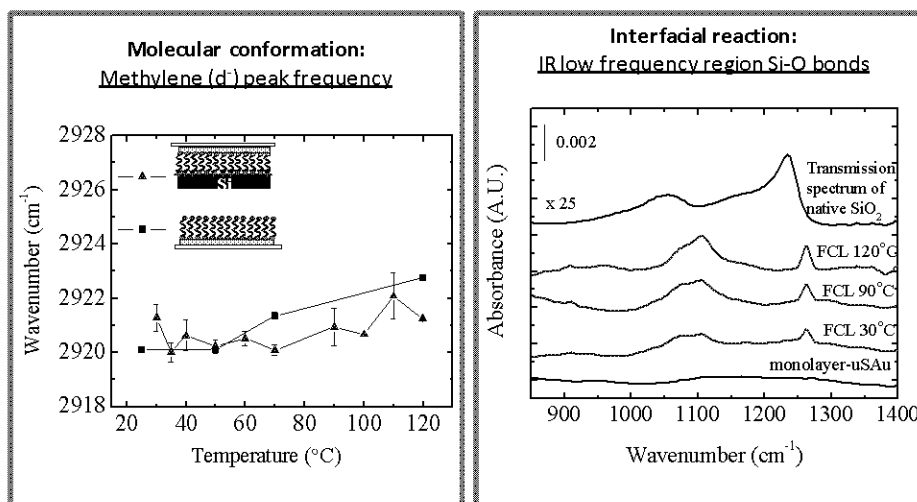 Molecular conformation:
Methylene (d-) peak frequency
2928
2926
2924
2922
2920
2918
Wavenumber (cm-1)
Si
20 40 60 80 100 120
Temperature (°C)
Interfacial reaction:
IR low frequency region Si-O bonds
Absorbance (A.U.)
0.002
x 25
Transmission
spectrum of
native SiO2
FCL 120°C
FCL 90°C
FCL 30°C
monolayer-uSAu
900 1000 1100 1200 1300 1400
Wavenumber (cm-1)